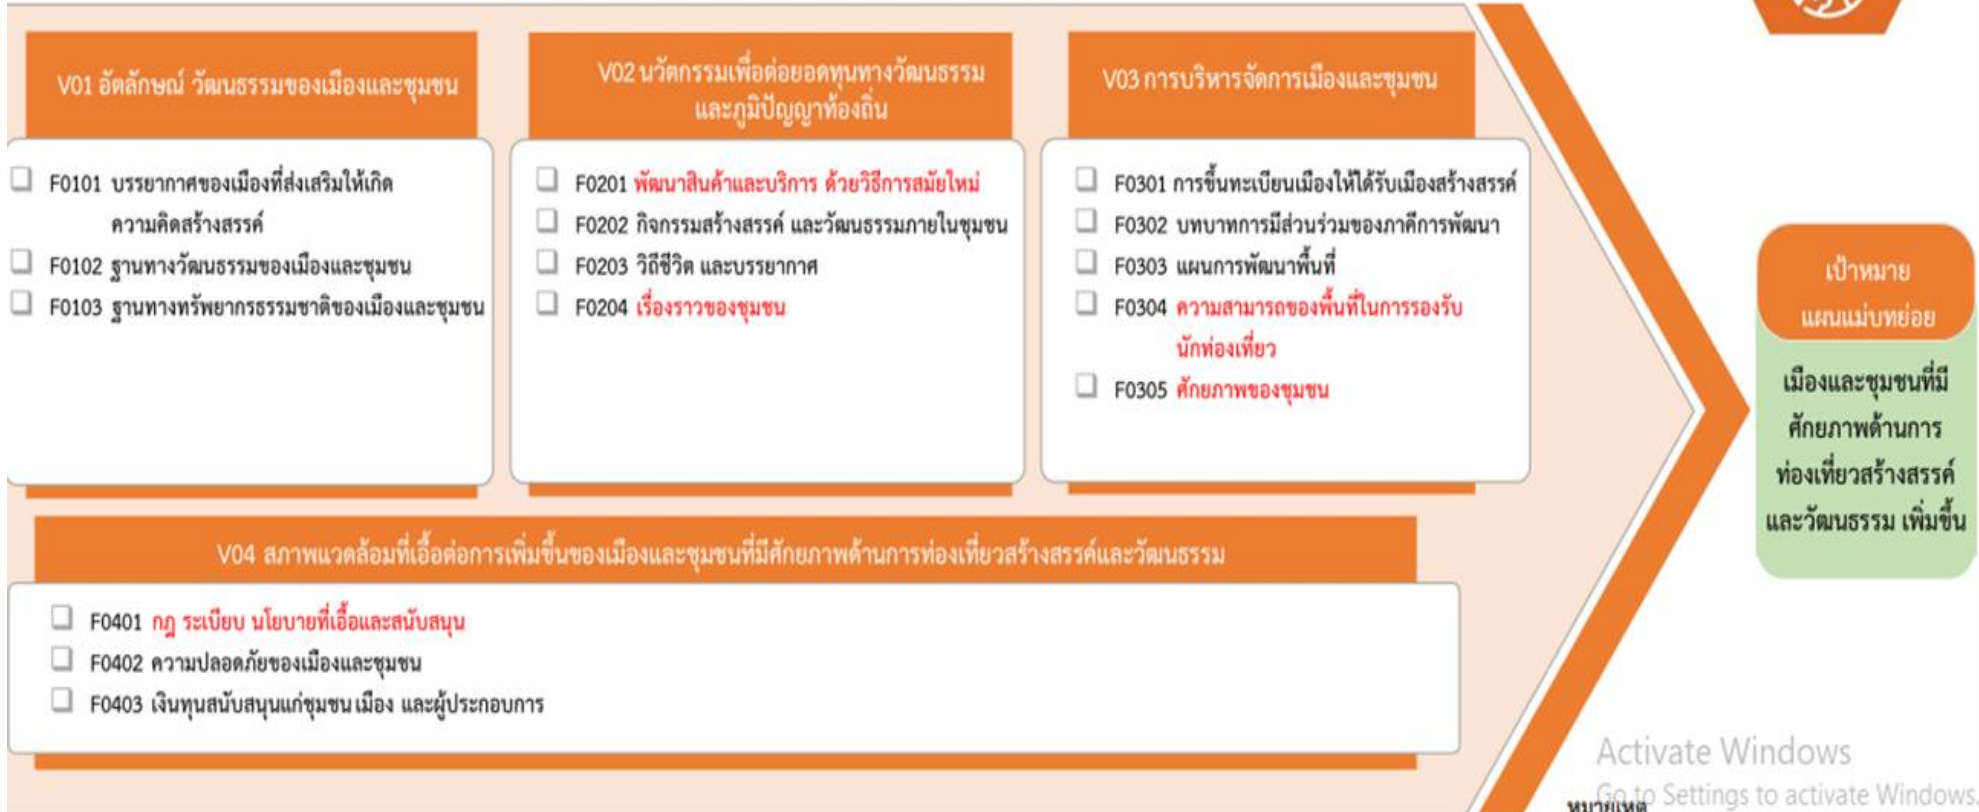 V01 อัตลักษณ์ วัฒนธรรมของเมืองและชุมชน
F0101 บรรยากาศของเมืองที่ส่งเสริมให้เกิด
ความคิดสร้างสรรค์
F0102 ฐานทางวัฒนธรรมของเมืองและชุมชน
F0103 ฐานทางทรัพยากรธรรมชาติของเมืองและชุมชน
V02 นวัตกรรมเพื่อต่อยอดทุนทางวัฒนธรรม
และภูมิปัญญาท้องถิ่น
F0201 พัฒนาสินค้าและบริการ ด้วยวิธีการสมัยใหม่
F0202 กิจกรรมสร้างสรรค์ และวัฒนธรรมภายในชุมชน
F0203 วิถีชีวิต และบรรยากาศ
F0204 เรื่องราวของชุมชน
V03 การบริหารจัดการเมืองและชุมชน
F0301 การขึ้นทะเบียนเมืองให้ได้รับเมืองสร้างสรรค์
F0302 บทบาทการมีส่วนร่วมของภาคีการพัฒนา
F0303 แผนการพัฒนาพื้นที่
F0304 ความสามารถของพื้นที่ในการรองรับ
นักท่องเที่ยว
F0305 ศักยภาพของชุมชน
V04 สภาพแวดล้อมที่เอื้อต่อการเพิ่มขึ้นของเมืองและชุมชนที่มีศักยภาพด้านการท่องเที่ยวสร้างสรรค์และวัฒนธรรม
F0401 กฎ ระเบียบ นโยบายที่เอื้อและสนับสนุน
F0402 ความปลอดภัยของเมืองและชุมชน
F0403 เงินทุนสนับสนุนแก่ชุมชน เมือง และผู้ประกอบการ
เป้าหมาย
แผนแม่บทย่อย
เมืองและชุมชนที่มี
ศักยภาพด้านการ
ท่องเที่ยวสร้างสรรค์
และวัฒนธรรม เพิ่มขึ้น
Activate Windows
Go to Settings to activate Windows.
หมายเหตุ